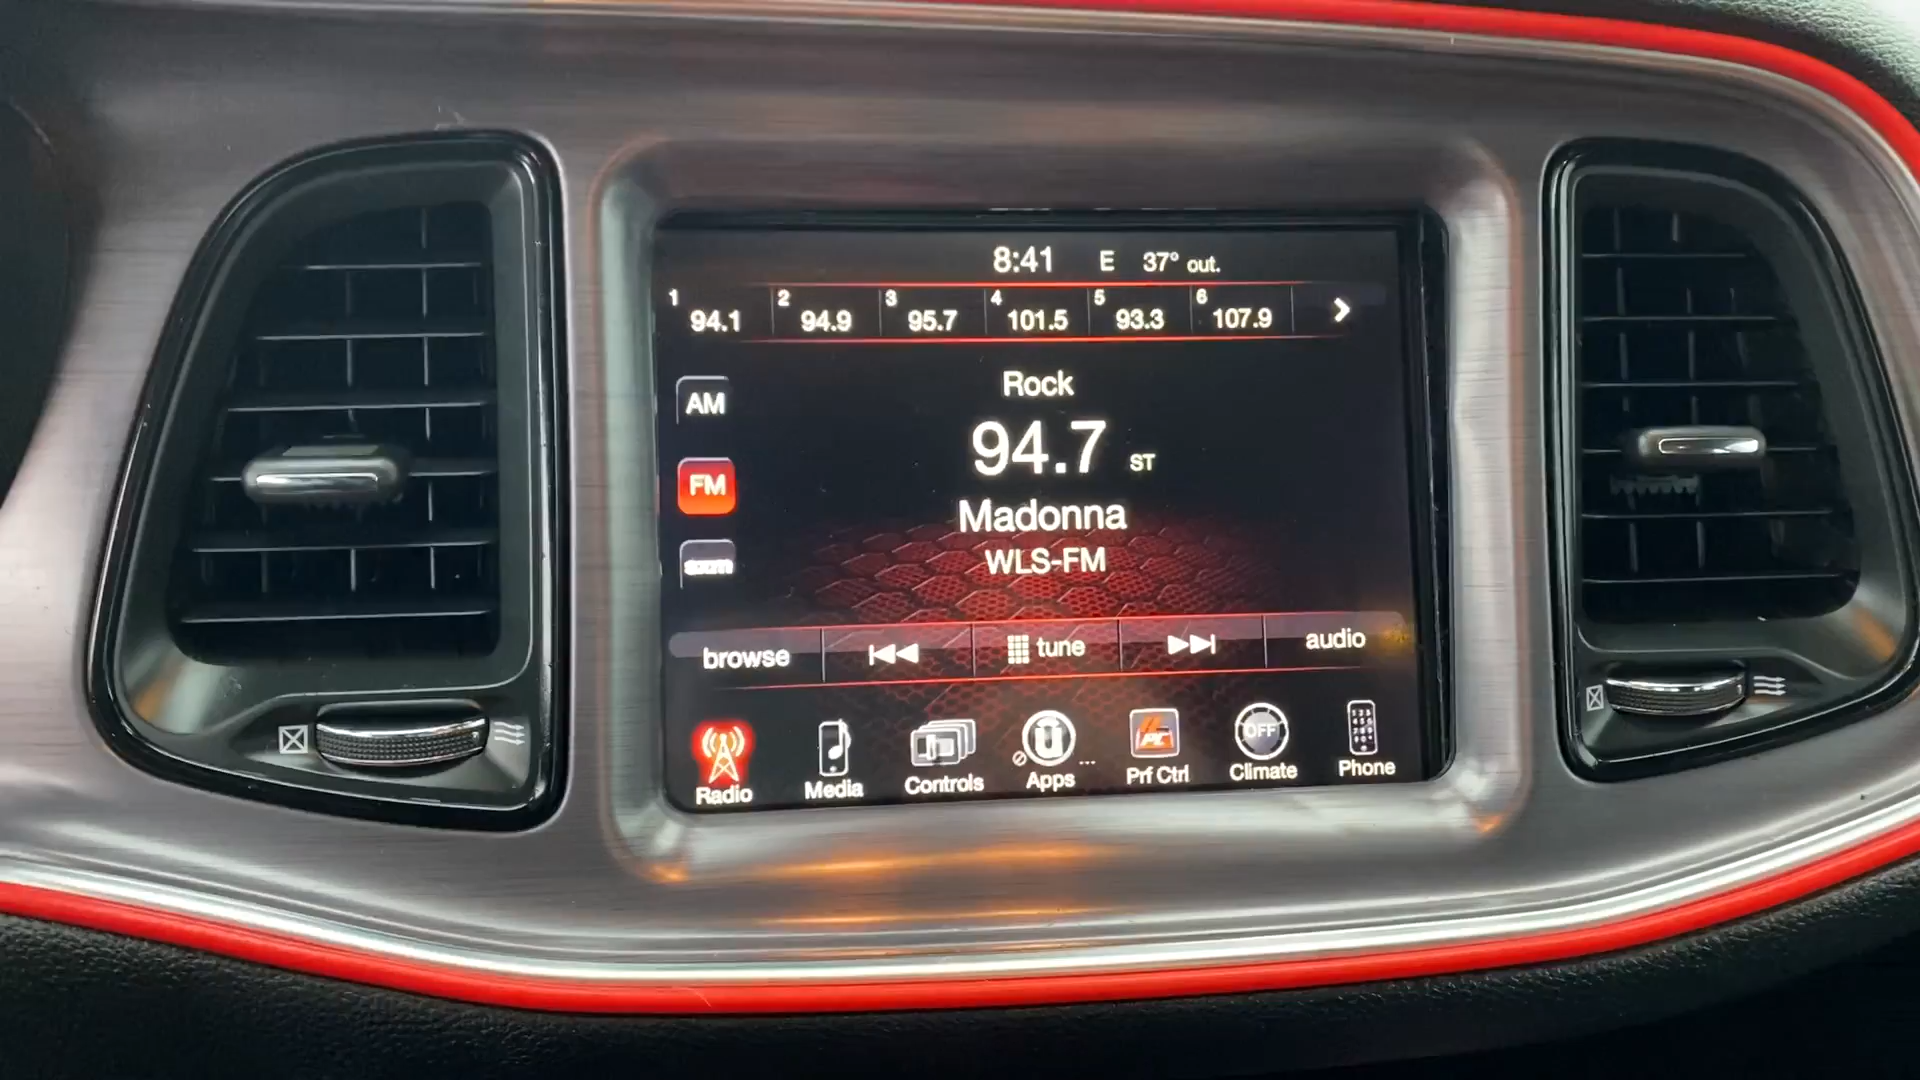 8:41 E 37° out.
1 94.1 2 94.9 3 95.7 4 101.5 5 93.3 6 107.9
Rock
AM
94.7 ST
FM
Madonna
WLS-FM
sxm
browse tune audio
OFF
Radio Media Controls Apps ... Prf Ctrl Climate Phone